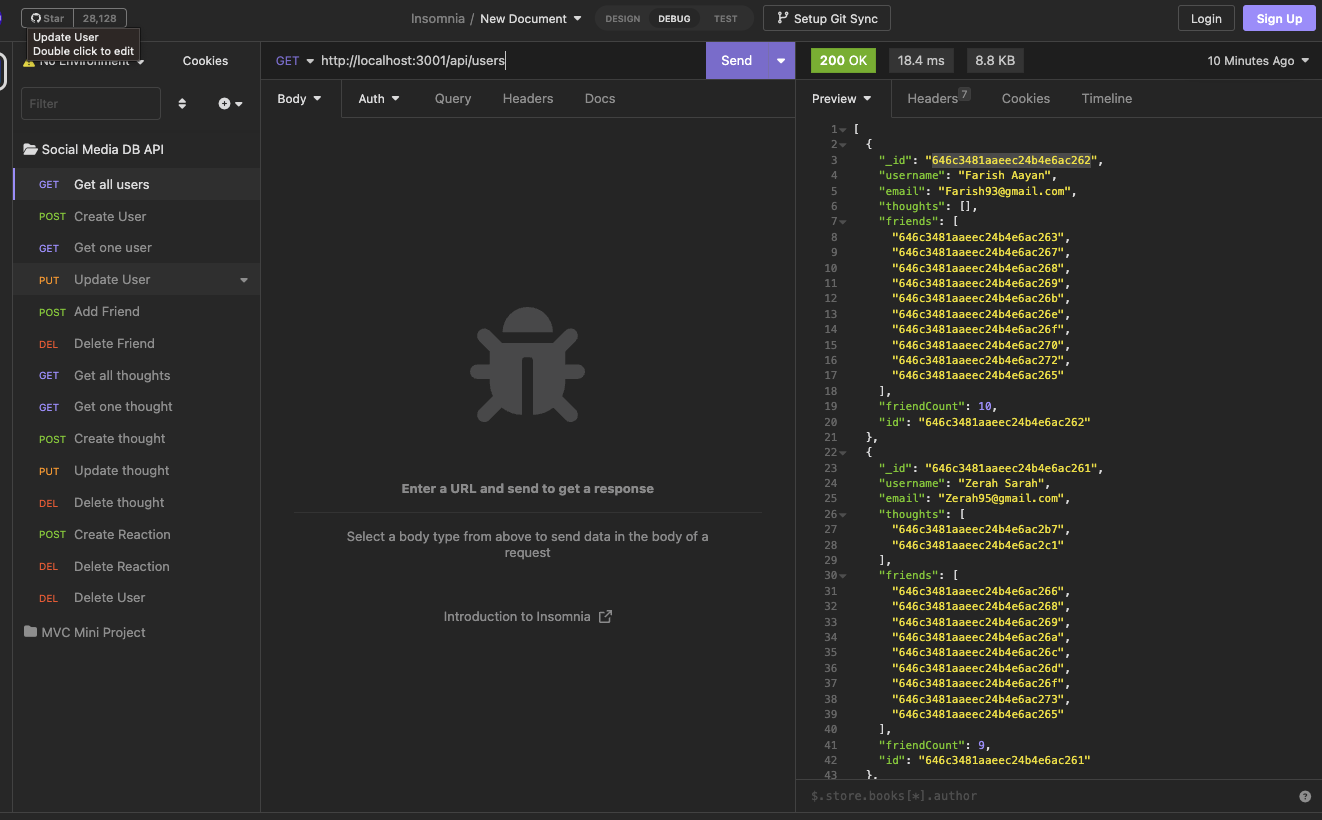 Star 28,128
Insomnia / New Document
DESIGN DEBUG TEST
Setup Git Sync
Login
Sign Up
Update User
Double click to edit
No Environment
Cookies
Filter
Social Media DB API
GET Get all users
POST Create User
GET Get one user
PUT Update User
POST Add Friend
DEL Delete Friend
GET Get all thoughts
GET Get one thought
POST Create thought
PUT Update thought
DEL Delete thought
POST Create Reaction
DEL Delete Reaction
DEL Delete User
MVC Mini Project
GET http://localhost:3001/api/users
Send
Body Auth Query Headers Docs
Enter a URL and send to get a response
Select a body type from above to send data in the body of a
request
Introduction to Insomnia
200 OK 18.4 ms 8.8 KB 10 Minutes Ago
Preview Headers 7 Cookies Timeline
1 [
2 {
3 "_id": "646c3481aaeec24b4e6ac262",
4 "username": "Farish Aayan",
5 "email": "Farish93@gmail.com",
6 "thoughts": [],
7 "friends": [
8 "646c3481aaeec24b4e6ac263",
9 "646c3481aaeec24b4e6ac267",
10 "646c3481aaeec24b4e6ac268",
11 "646c3481aaeec24b4e6ac269",
12 "646c3481aaeec24b4e6ac26b",
13 "646c3481aaeec24b4e6ac26e",
14 "646c3481aaeec24b4e6ac26f",
15 "646c3481aaeec24b4e6ac270",
16 "646c3481aaeec24b4e6ac272",
17 "646c3481aaeec24b4e6ac265"
18 ],
19 "friendCount": 10,
20 "id": "646c3481aaeec24b4e6ac262"
21 },
22 {
23 "_id": "646c3481aaeec24b4e6ac261",
24 "username": "Zerah Sarah",
25 "email": "Zerah95@gmail.com",
26 "thoughts": [
27 "646c3481aaeec24b4e6ac2b7",
28 "646c3481aaeec24b4e6ac2c1"
29 ],
30 "friends": [
31 "646c3481aaeec24b4e6ac266",
32 "646c3481aaeec24b4e6ac268",
33 "646c3481aaeec24b4e6ac269",
34 "646c3481aaeec24b4e6ac26a",
35 "646c3481aaeec24b4e6ac26c",
36 "646c3481aaeec24b4e6ac26d",
37 "646c3481aaeec24b4e6ac26f",
38 "646c3481aaeec24b4e6ac273",
39 "646c3481aaeec24b4e6ac265"
40 ],
41 "friendCount": 9,
42 "id": "646c3481aaeec24b4e6ac261"
43 },
$.store.books[*].author